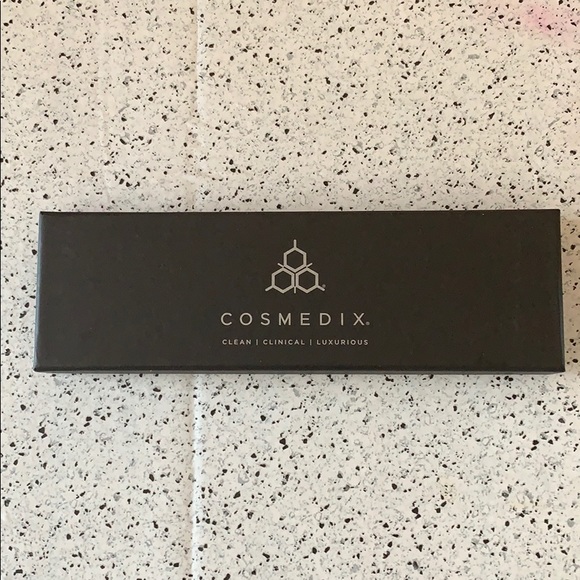 COSMEDIX®
CLEAN | CLINICAL | LUXURIOUS